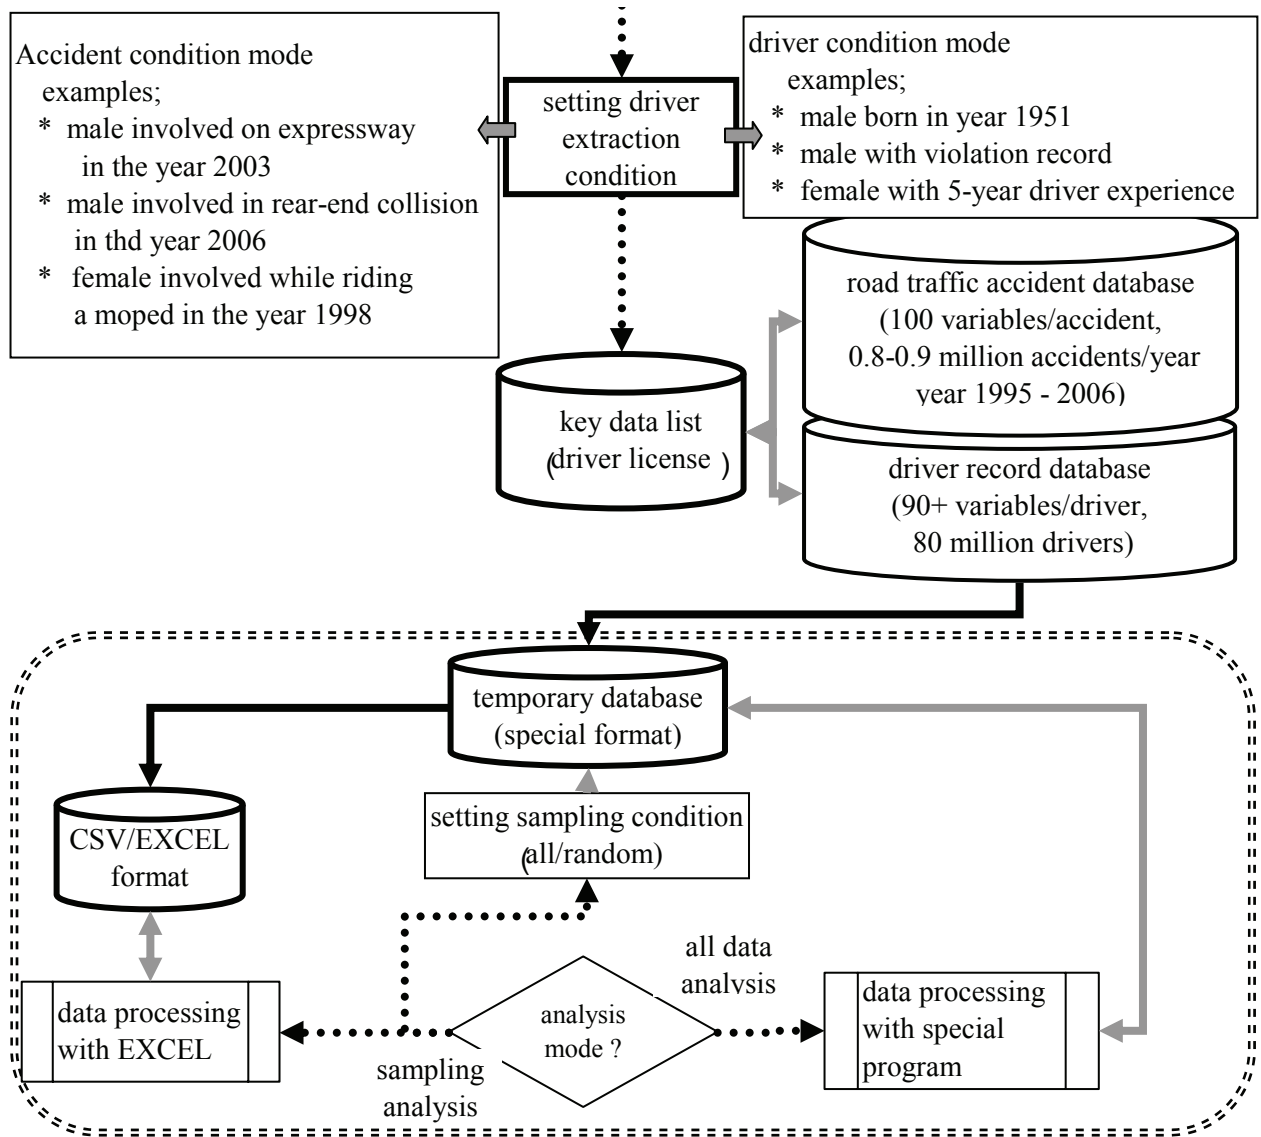 Accident condition mode
examples;
* male involved on expressway
in the year 2003
* male involved in rear-end collision
in thd year 2006
* female involved while riding
a moped in the year 1998
setting driver
extraction
condition
driver condition mode
examples;
* male born in year 1951
* male with violation record
* female with 5-year driver experience
road traffic accident database
(100 variables/accident,
0.8-0.9 million accidents/year
year 1995 - 2006)
key data list
(driver license )
driver record database
(90+ variables/driver,
80 million drivers)
temporary database
(special format)
CSV/EXCEL
format
setting sampling condition
(all/random)
all data
analysis
data processing
with EXCEL
analysis
mode ?
data processing
with special
program
sampling
analysis